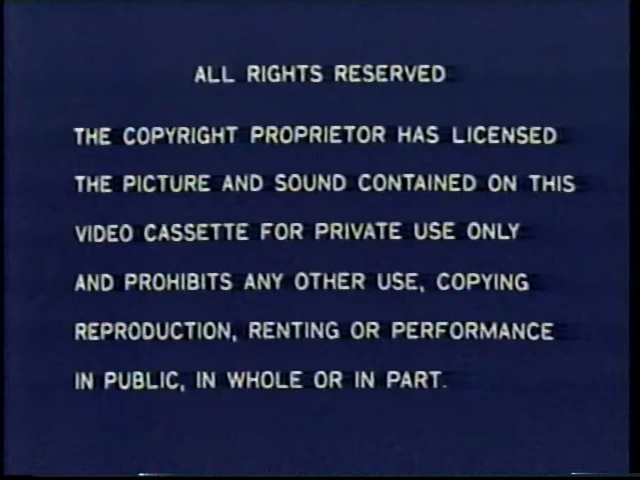 ALL RIGHTS RESERVED
THE COPYRIGHT PROPRIETOR HAS LICENSED
THE PICTURE AND SOUND CONTAINED ON THIS
VIDEO CASSETTE FOR PRIVATE USE ONLY
AND PROHIBITS ANY OTHER USE, COPYING
REPRODUCTION, RENTING OR PERFORMANCE
IN PUBLIC, IN WHOLE OR IN PART.